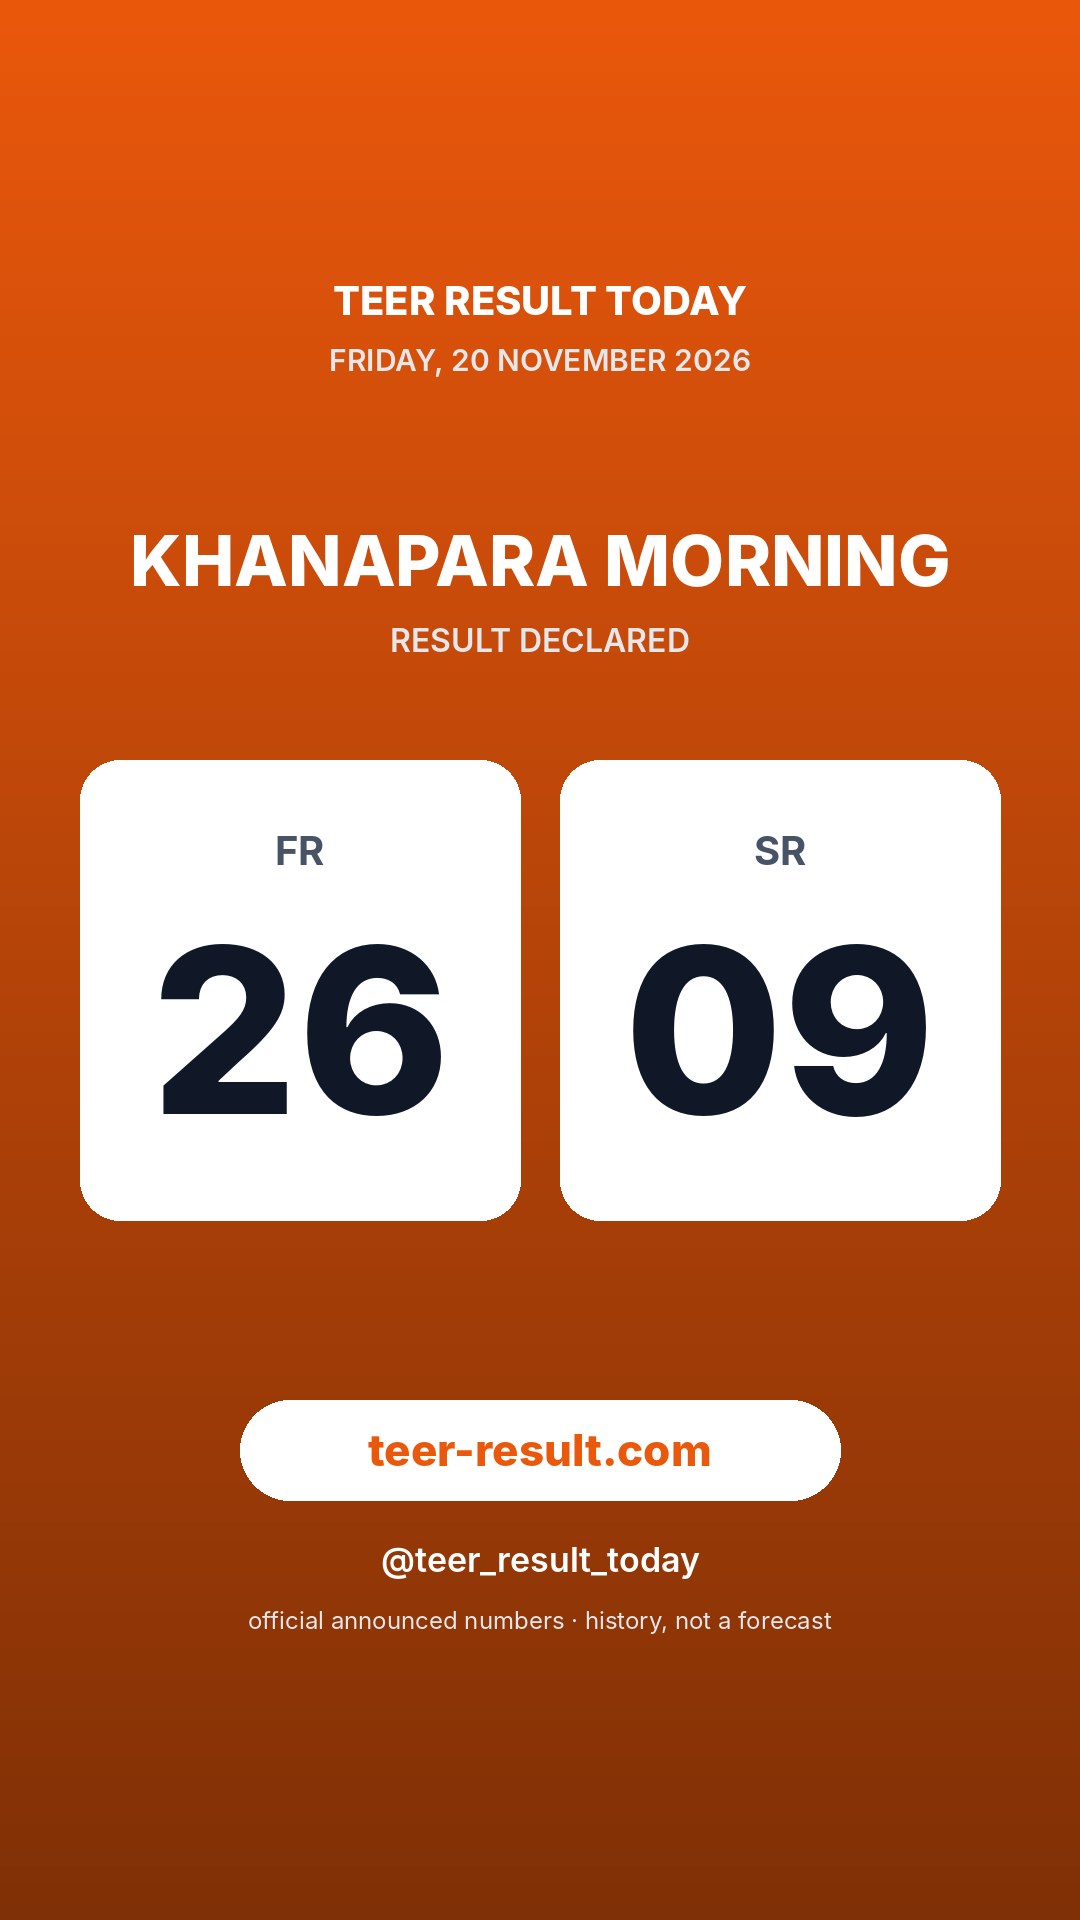 TEER RESULT TODAY
FRIDAY, 20 NOVEMBER 2026
KHANAPARA MORNING
RESULT DECLARED
FR
26
SR
09
teer-result.com
@teer_result_today
official announced numbers · history, not a forecast